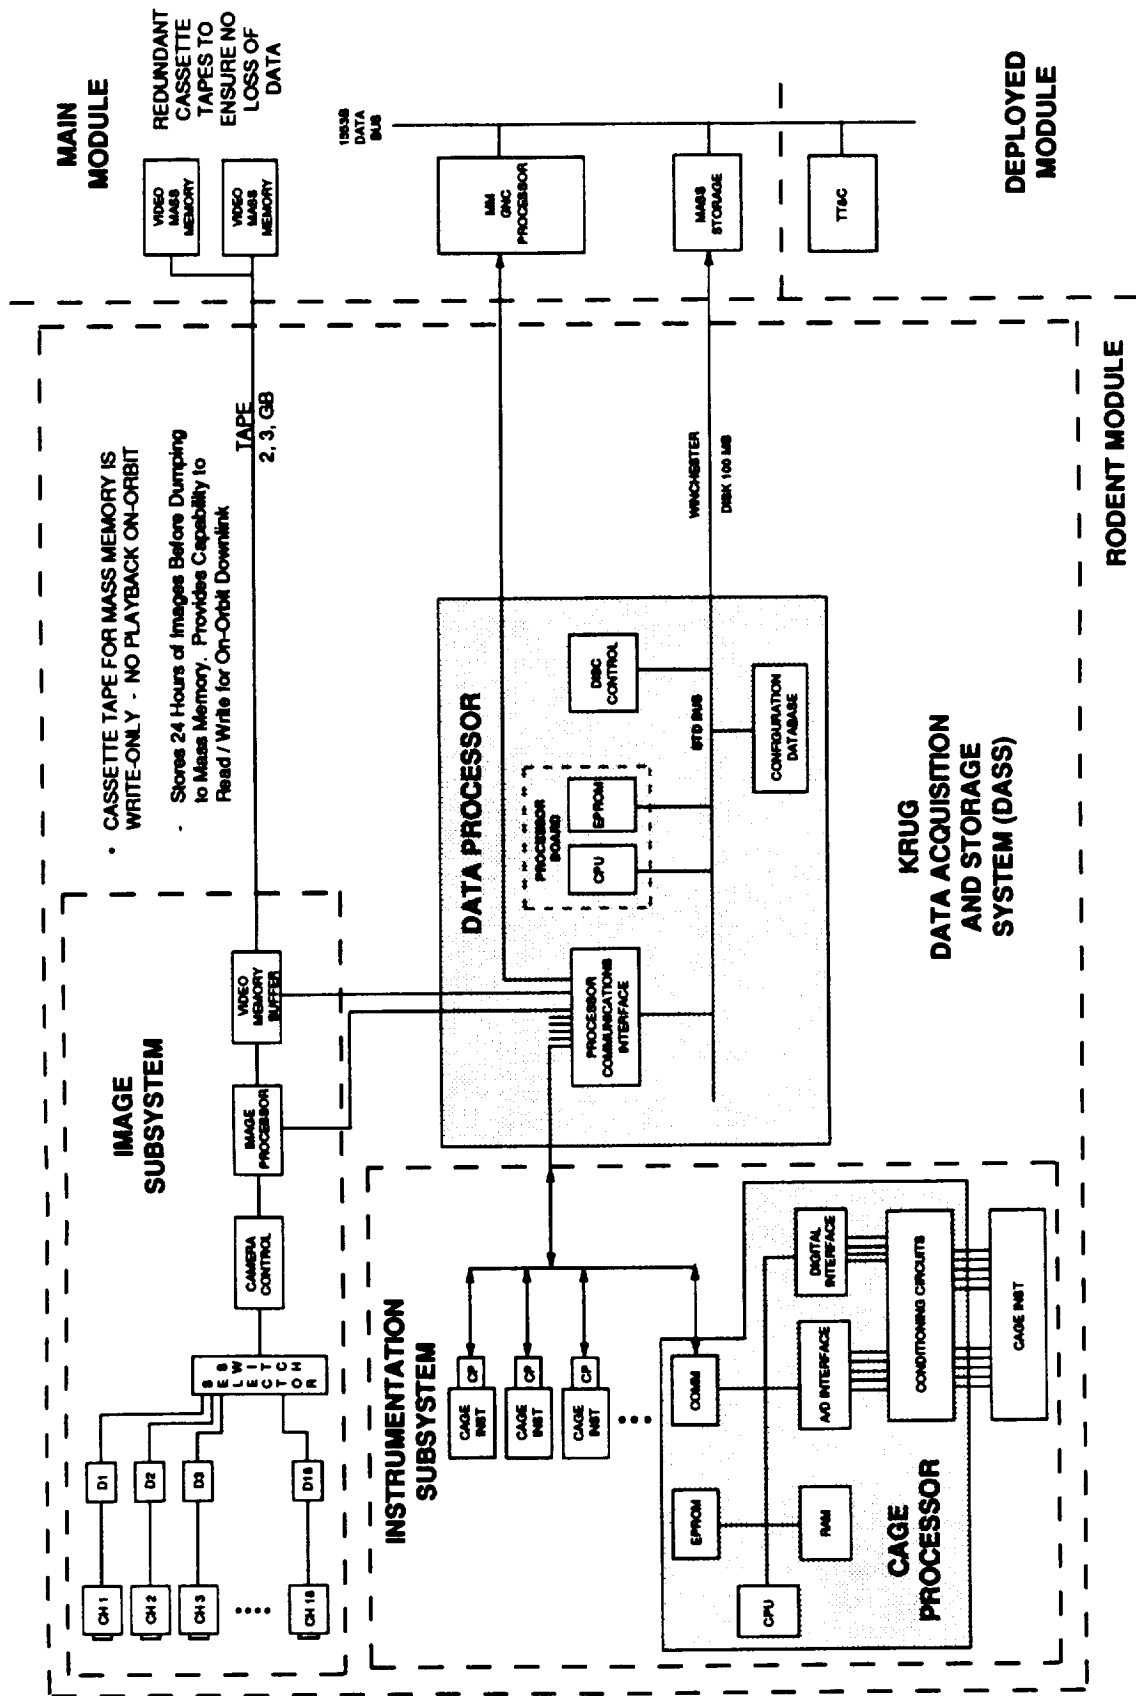 MAIN
MODULE
REDUNDANT
CASSETTE
TAPES TO
ENSURE NO
LOSS OF
DATA
VIDEO
MASS
MEMORY
VIDEO
MASS
MEMORY
1553B
DATA
BUS
MM
GNC
PROCESSOR
MASS
STORAGE
DEPLOYED
MODULE
TT&C
• CASSETTE TAPE FOR MASS MEMORY IS
WRITE-ONLY - NO PLAYBACK ON-ORBIT
- Stores 24 Hours of Images Before Dumping
to Mass Memory. Provides Capability to
Read / Write for On-Orbit Downlink
TAPE
2, 3, GB
WINCHESTER
DISK 100 MB
RODENT MODULE
IMAGE
SUBSYSTEM
CH 1
CH 2
CH 3
••••
D1
D2
D3
SELECTOR
SWITCH
CAMERA
CONTROL
IMAGE
PROCESSOR
VIDEO
MEMORY
BUFFER
DATA PROCESSOR
PROCESSOR
COMMUNICATIONS
INTERFACE
PROCESSOR
BOARD
CPU
EPROM
DISC
CONTROL
STD BUS
CONFIGURATION
DATABASE
KRUG
DATA ACQUISITION
AND STORAGE
SYSTEM (DASS)
INSTRUMENTATION
SUBSYSTEM
CAGE
INST
CP
CAGE
INST
CP
CAGE
INST
CP
•••
EPROM
COMM
CPU
RAM
A/D INTERFACE
DIGITAL
INTERFACE
CONDITIONING CIRCUITS
CAGE INST
CAGE
PROCESSOR